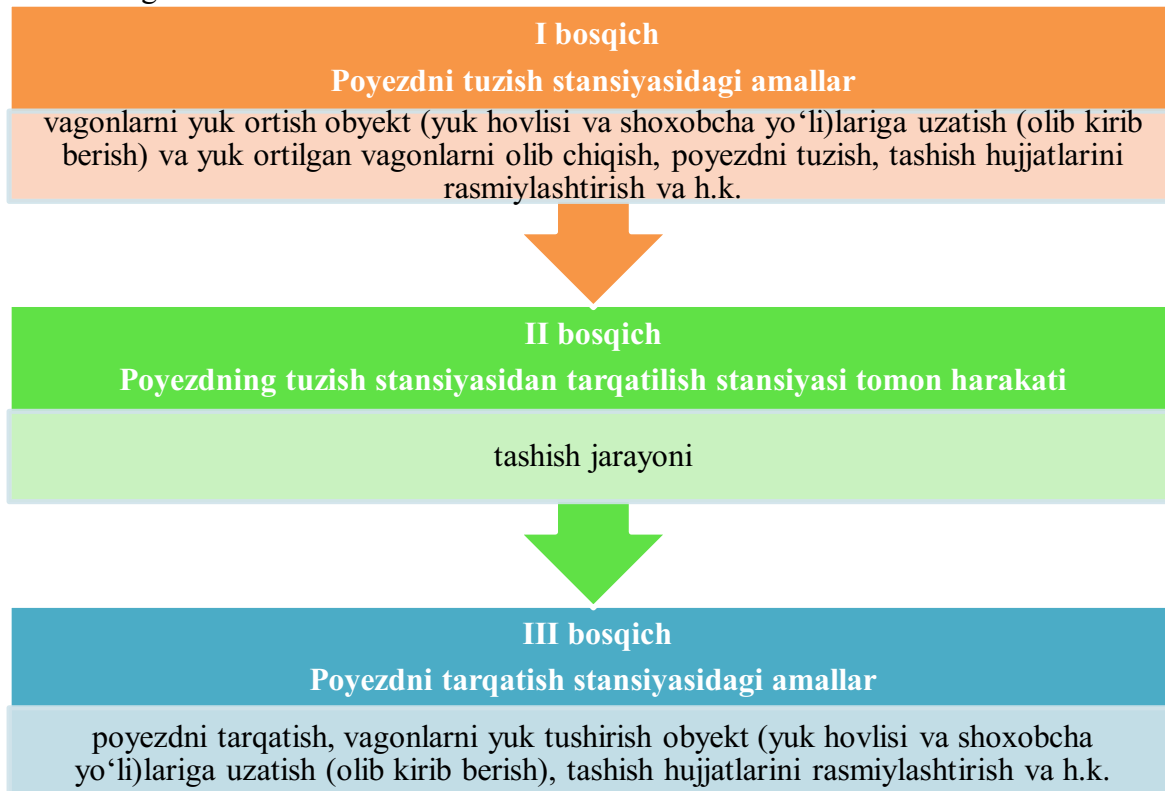 I bosqich
Poyezdni tuzish stansiyasidagi amallar
vagonlarni yuk ortish obyekt (yuk hovlisi va shoxobcha yo‘li)lariga uzatish (olib kirib
berish) va yuk ortilgan vagonlarni olib chiqish, poyezdni tuzish, tashish hujjatlarini
rasmiylashtirish va h.k.
II bosqich
Poyezdning tuzish stansiyasidan tarqatilish stansiyasi tomon harakati
tashish jarayoni
III bosqich
Poyezdni tarqatish stansiyasidagi amallar
poyezdni tarqatish, vagonlarni yuk tushirish obyekt (yuk hovlisi va shoxobcha
yo‘li)lariga uzatish (olib kirib berish), tashish hujjatlarini rasmiylashtirish va h.k.